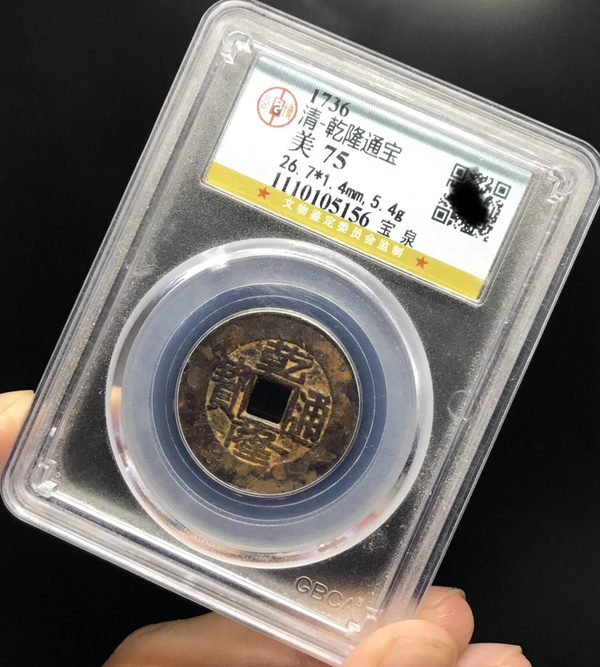 1736
清-乾隆通宝
美 75
26.7*1.4mm,5.4g
1110105156 宝 泉
文物鉴定委员会监制
乾隆通寶
GBCA